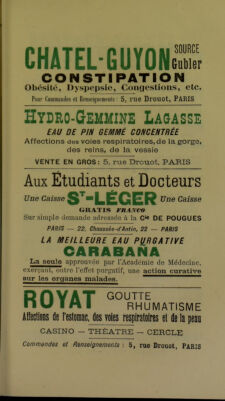 CHATEL-GUYON SOURCE Gubler
CONSTIPATION
Obésité, Dyspepsie, Congestions, etc.
Pour Commandes et Renseignements : 5, rue Drouot, PARIS
HYDRO-GEMMINE LAGASSE
EAU DE PIN GEMMÉ CONCENTRÉE
Affections des voies respiratoires, de la gorge,
des reins, de la vessie
VENTE EN GROS : 5, rue Drouot, PARIS
Aux Étudiants et Docteurs
Une Caisse ST-LÉGER Une Caisse
GRATIS FRANCO
Sur simple demande adressée à la Cie DE POUGUES
PARIS — 22, Chaussée-d'Antin, 22 — PARIS
LA MEILLEURE EAU PURGATIVE
CARABANA
La seule approuvée par l'Académie de Médecine,
exerçant, outre l'effet purgatif, une action curative
sur les organes malades.
ROYAT GOUTTE
RHUMATISME
Affections de l'estomac, des voies respiratoires et de la peau
CASINO — THÉATRE — CERCLE
Commandes et Renseignements : 5, rue Drouot, PARIS